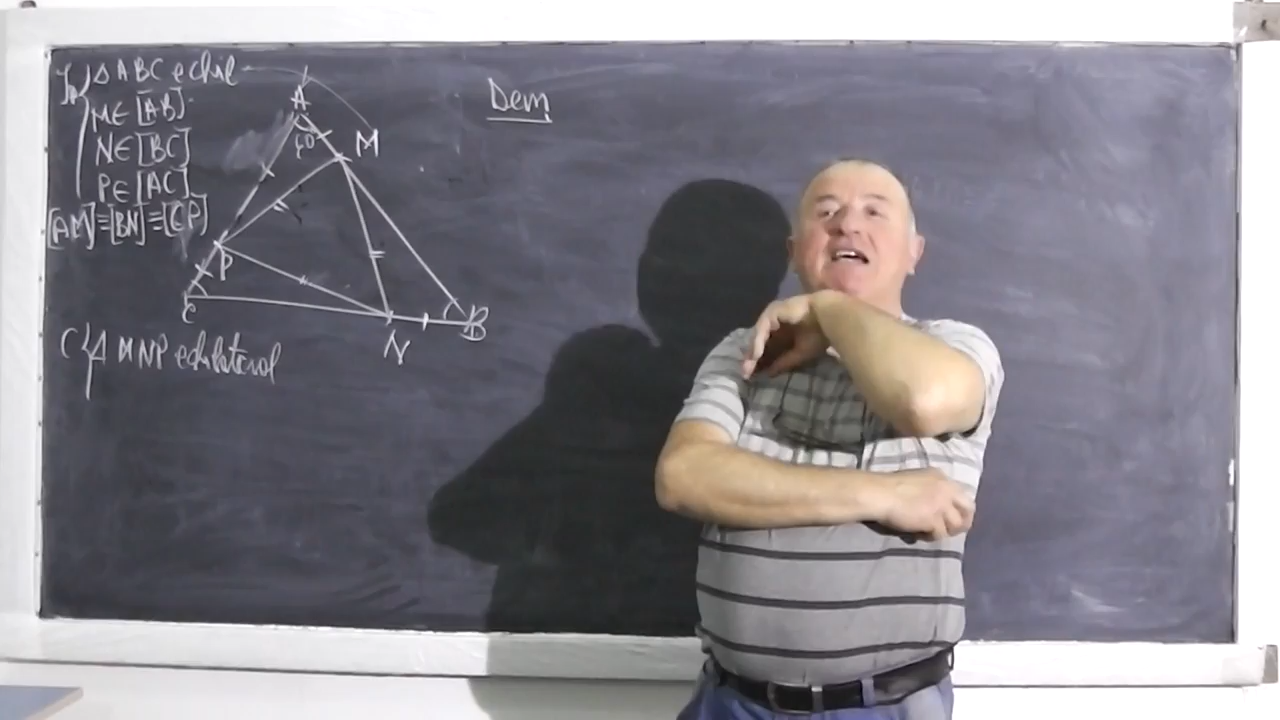 Ip { Δ ABC echil
M ∈ [AB]
N ∈ [BC]
P ∈ [AC]
[AM] ≡ [BN] ≡ [CP]
C { Δ MNP echilateral
A
60
M
P
C
N
B
Dem